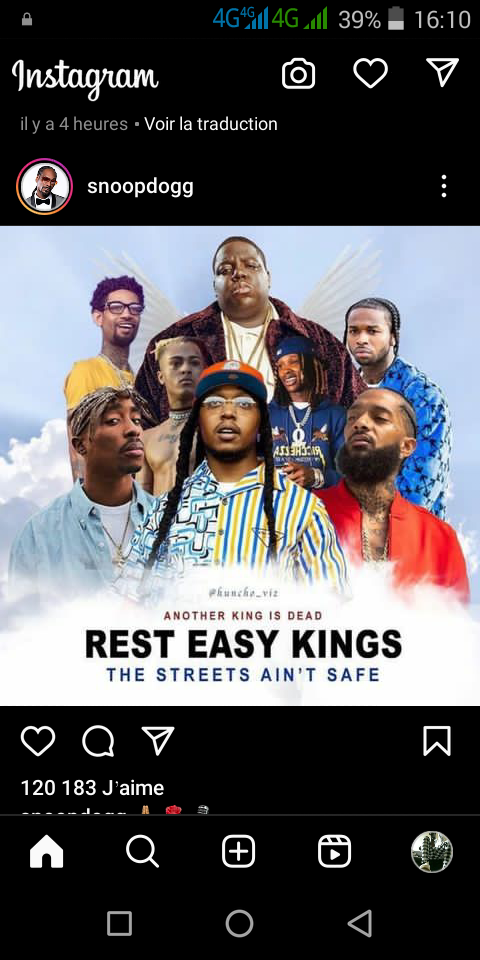 4G 4G 4G 39% 16:10
Instagram
il y a 4 heures • Voir la traduction
snoopdogg
@huncho_viz
ANOTHER KING IS DEAD
REST EASY KINGS
THE STREETS AIN'T SAFE
120 183 J'aime
snoopdogg